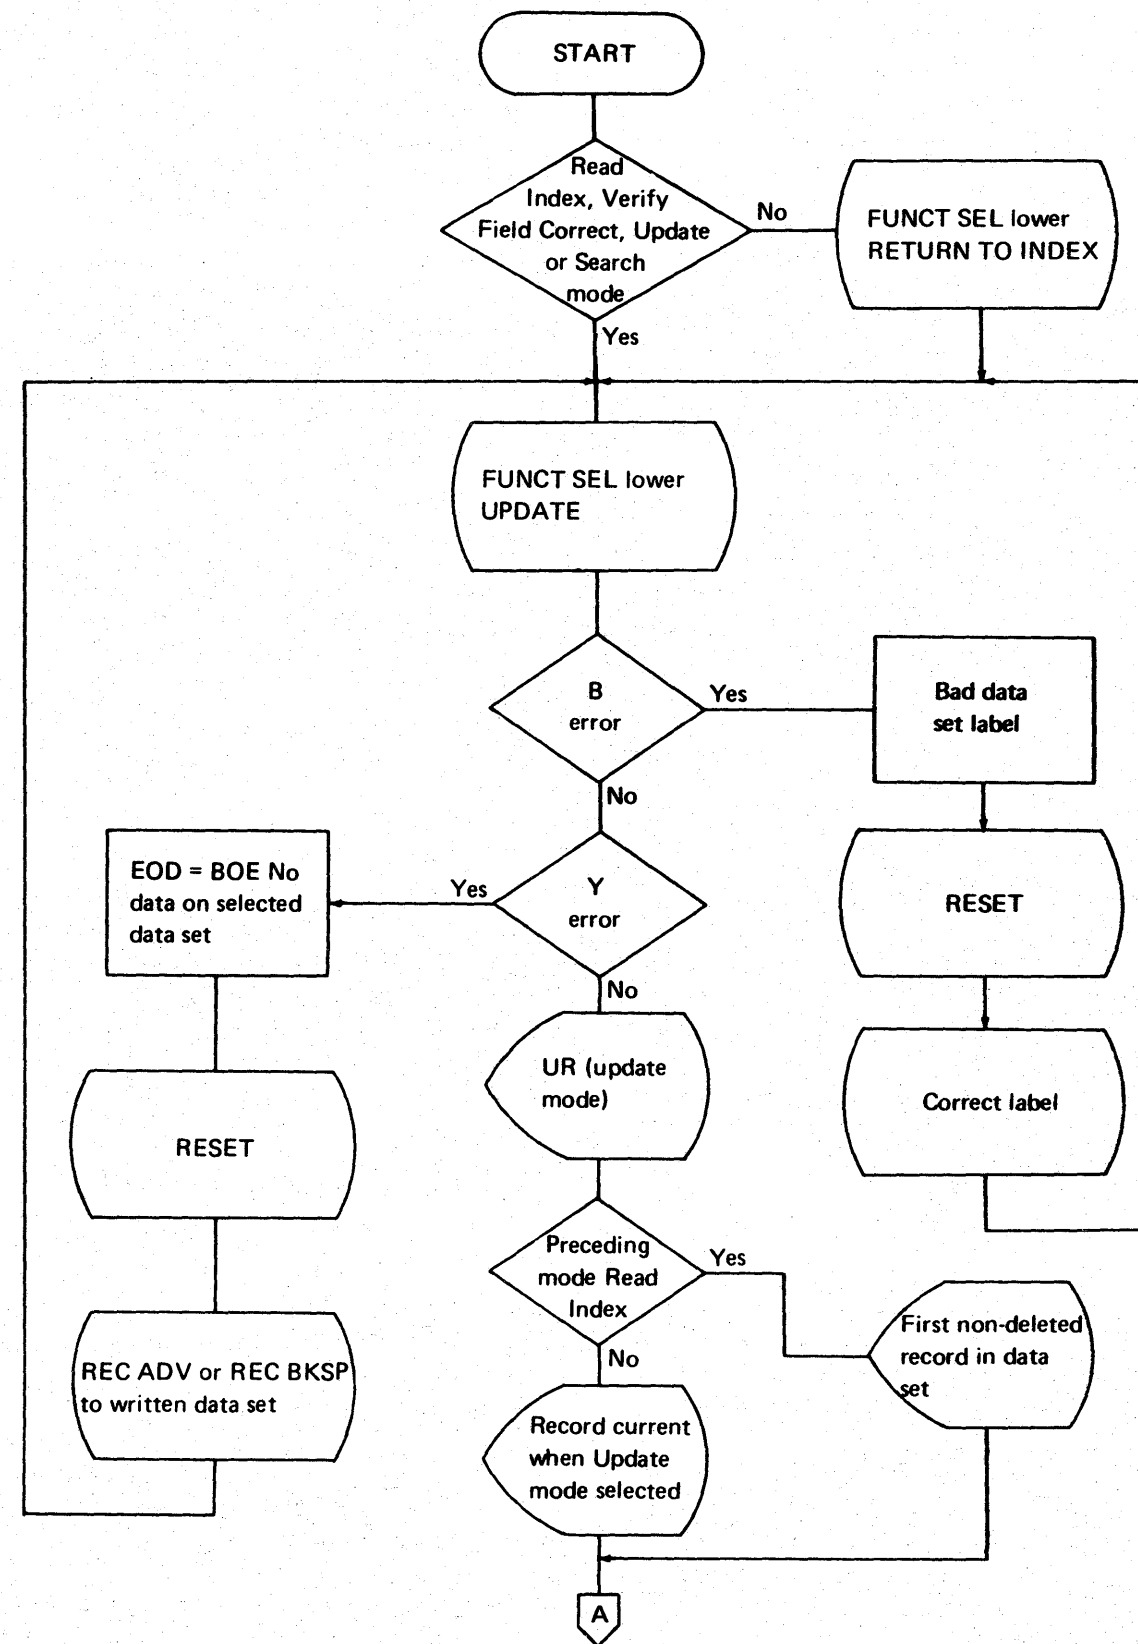 START
Read
Index, Verify
Field Correct, Update
or Search
mode
No
FUNCT SEL lower
RETURN TO INDEX
Yes
FUNCT SEL lower
UPDATE
B
error
Yes
Bad data
set label
No
EOD = BOE No
data on selected
data set
Yes
Y
error
RESET
No
UR (update
mode)
Correct label
RESET
Preceding
mode Read
Index
Yes
First non-deleted
record in data
set
No
REC ADV or REC BKSP
to written data set
Record current
when Update
mode selected
A